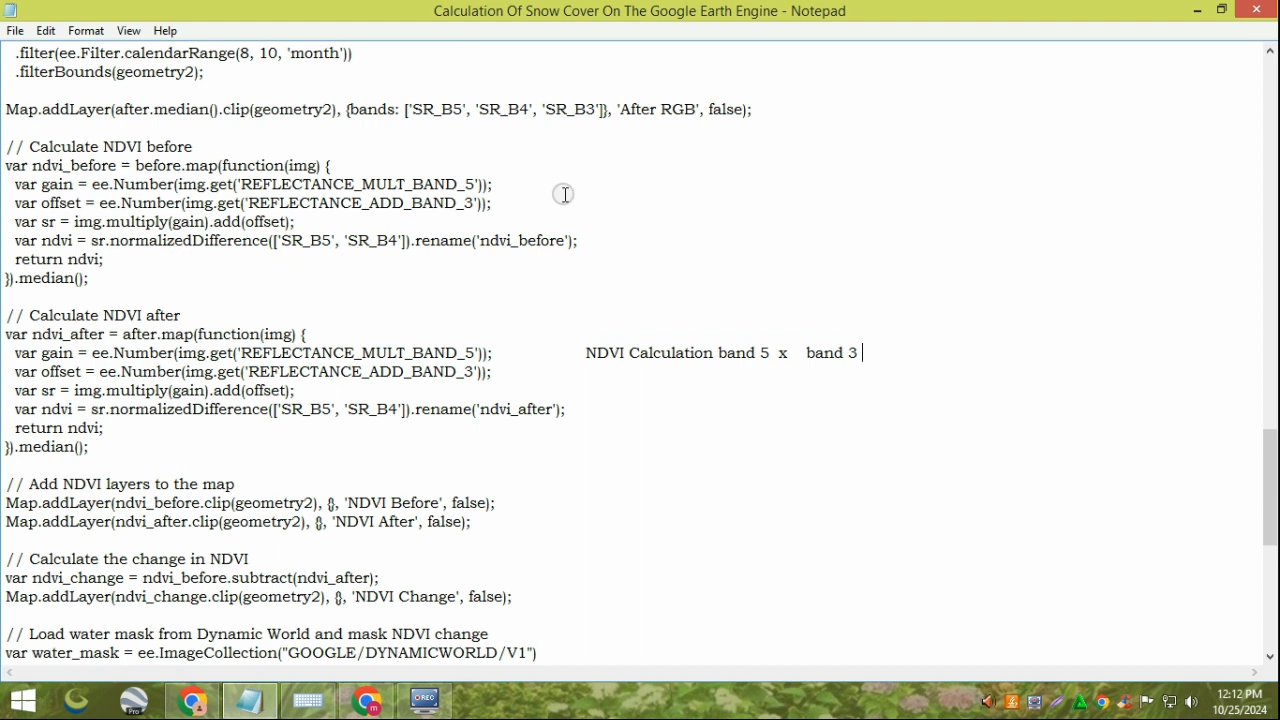 Calculation Of Snow Cover On The Google Earth Engine - Notepad
File Edit Format View Help
.filter(ee.Filter.calendarRange(8, 10, 'month'))
.filterBounds(geometry2);
Map.addLayer(after.median().clip(geometry2), {bands: ['SR_B5', 'SR_B4', 'SR_B3']}, 'After RGB', false);
// Calculate NDVI before
var ndvi_before = before.map(function(img) {
var gain = ee.Number(img.get('REFLECTANCE_MULT_BAND_5'));
var offset = ee.Number(img.get('REFLECTANCE_ADD_BAND_3'));
var sr = img.multiply(gain).add(offset);
var ndvi = sr.normalizedDifference(['SR_B5', 'SR_B4']).rename('ndvi_before');
return ndvi;
}).median();
// Calculate NDVI after
var ndvi_after = after.map(function(img) {
var gain = ee.Number(img.get('REFLECTANCE_MULT_BAND_5')); NDVI Calculation band 5 x band 3
var offset = ee.Number(img.get('REFLECTANCE_ADD_BAND_3'));
var sr = img.multiply(gain).add(offset);
var ndvi = sr.normalizedDifference(['SR_B5', 'SR_B4']).rename('ndvi_after');
return ndvi;
}).median();
// Add NDVI layers to the map
Map.addLayer(ndvi_before.clip(geometry2), {}, 'NDVI Before', false);
Map.addLayer(ndvi_after.clip(geometry2), {}, 'NDVI After', false);
// Calculate the change in NDVI
var ndvi_change = ndvi_before.subtract(ndvi_after);
Map.addLayer(ndvi_change.clip(geometry2), {}, 'NDVI Change', false);
// Load water mask from Dynamic World and mask NDVI change
var water_mask = ee.ImageCollection("GOOGLE/DYNAMICWORLD/V1")
Pro
REC
12:12 PM
10/25/2024